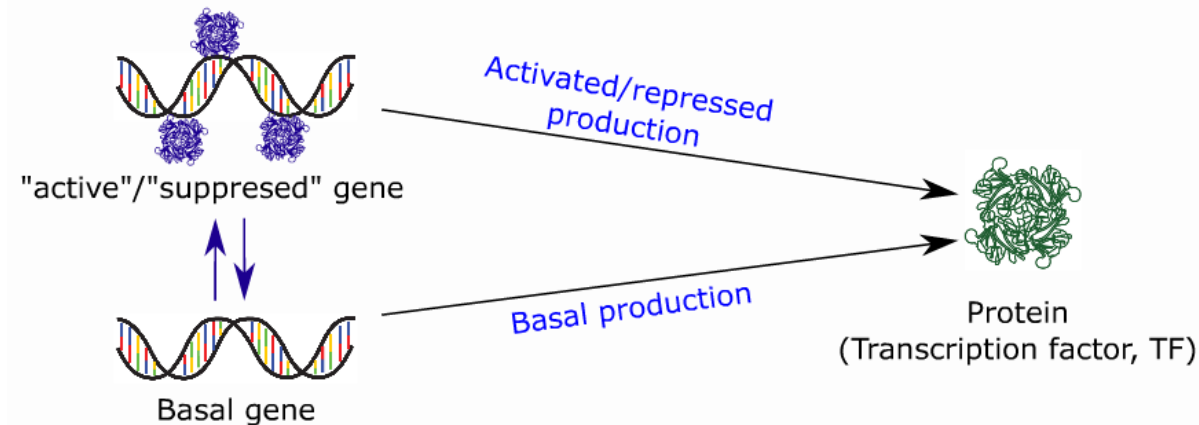 Activated/repressed
production
"active"/"suppresed" gene
Basal production
Protein
(Transcription factor, TF)
Basal gene